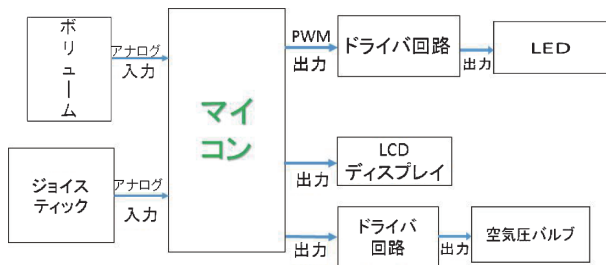 ボリューム
アナログ
入力
ジョイス
ティック
アナログ
入力
マイ
コン
PWM
出力
ドライバ回路
出力
LED
出力
LCD
ディスプレイ
出力
ドライバ
回路
出力
空気圧バルブ